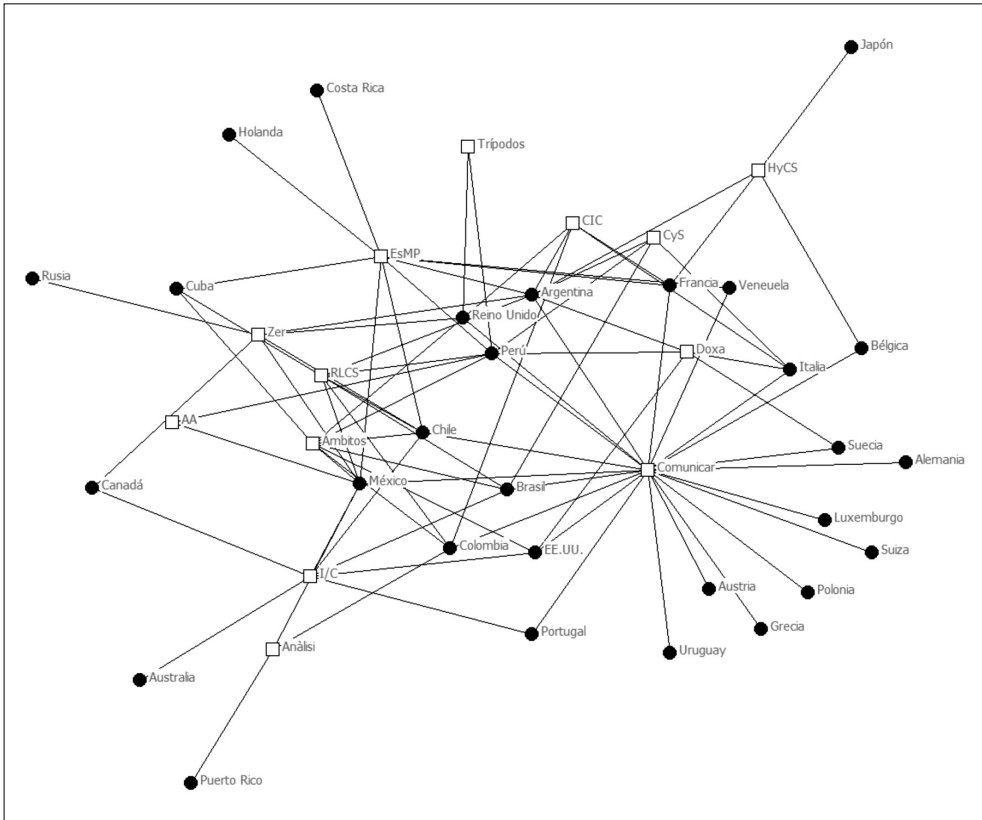 Japón
Costa Rica
Holanda
Trípodos
HyCS
CIC
CyS
EsMP
Rusia
Cuba
Francia
Veneuela
Argentina
Reino Unido
Zer
Perú
Doxa
Bélgica
Italia
RLCS
AA
Chile
Ámbitos
Suecia
Alemania
Comunicar
México
Canadá
Brasil
Luxemburgo
Colombia
EE.UU.
Suiza
I/C
Austria
Polonia
Grecia
Portugal
Anàlisi
Uruguay
Australia
Puerto Rico